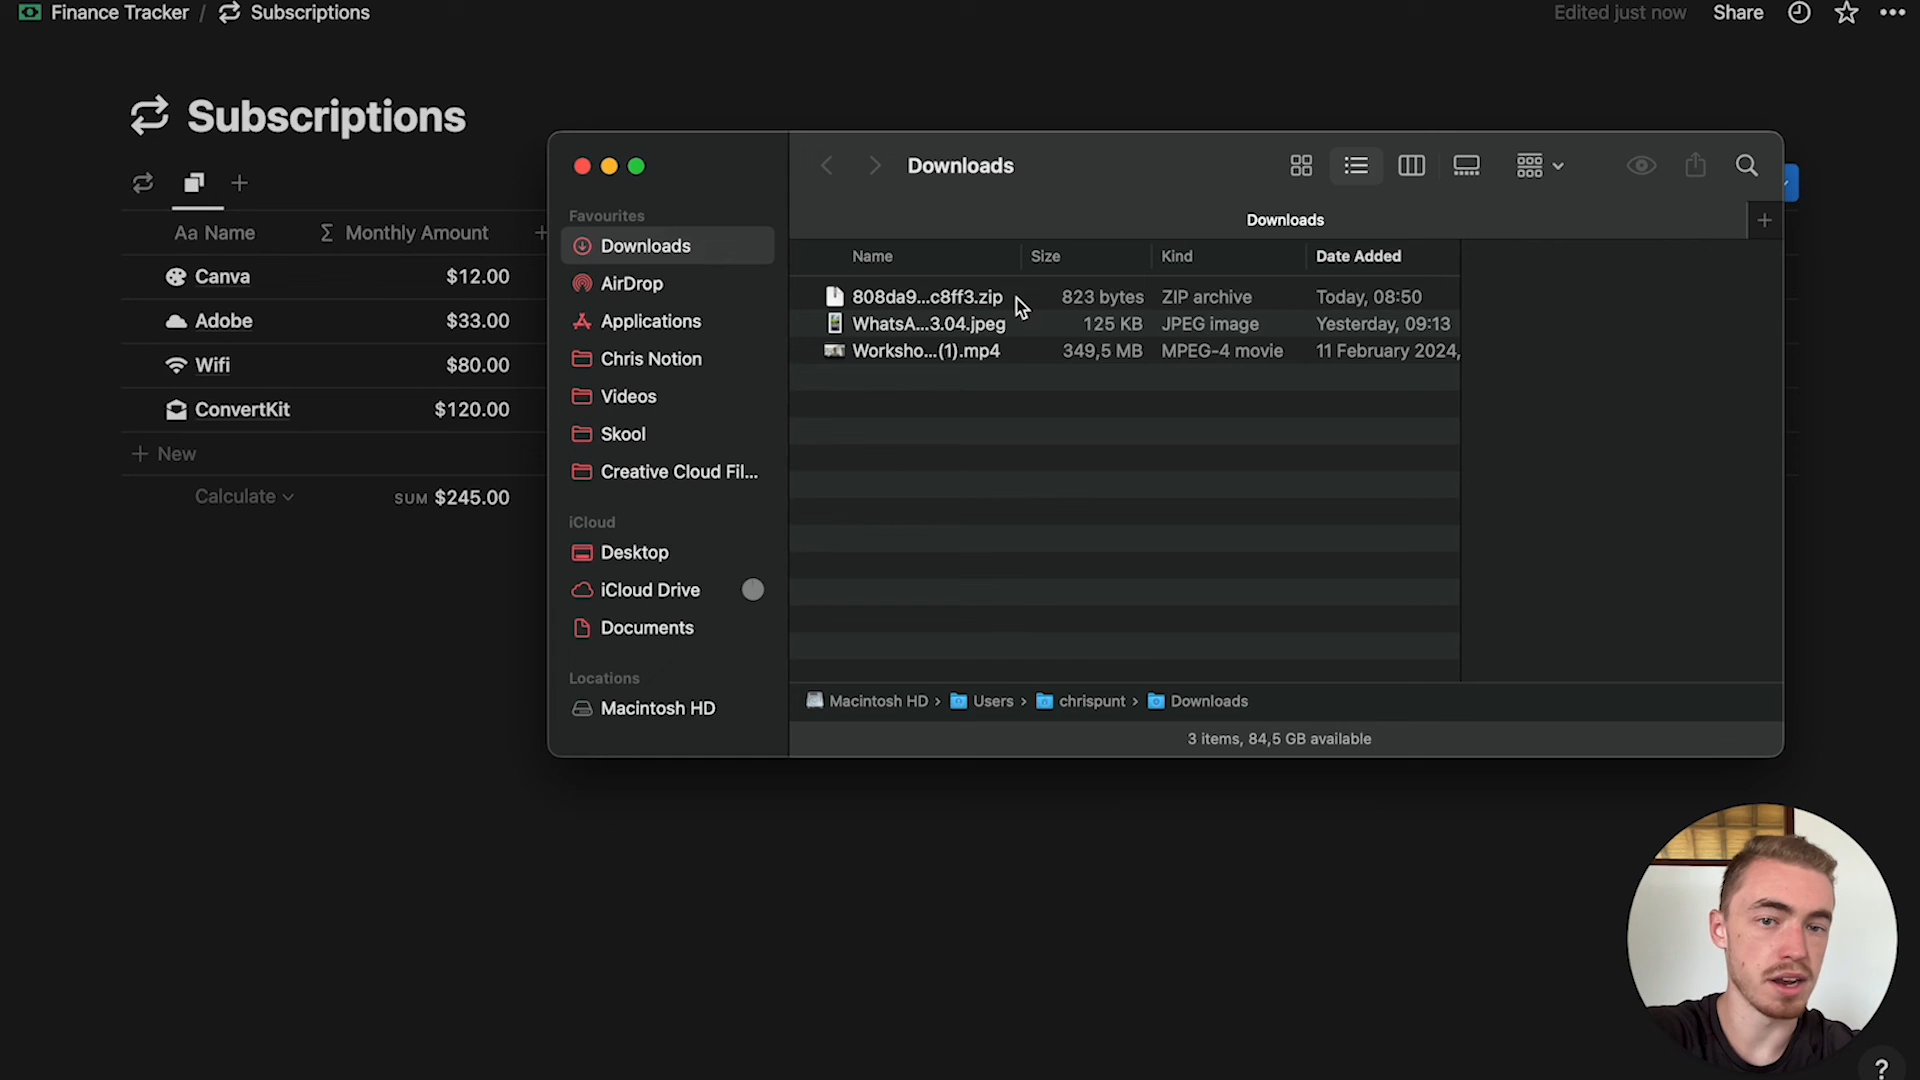 Finance Tracker / Subscriptions
Edited just now Share
Subscriptions
Aa Name Σ Monthly Amount
Canva $12.00
Adobe $33.00
Wifi $80.00
ConvertKit $120.00
New
Calculate SUM $245.00
Favourites
Downloads
AirDrop
Applications
Chris Notion
Videos
Skool
Creative Cloud Fil...
iCloud
Desktop
iCloud Drive
Documents
Locations
Macintosh HD
Downloads
Downloads
Name Size Kind Date Added
808da9...c8ff3.zip 823 bytes ZIP archive Today, 08:50
WhatsA...3.04.jpeg 125 KB JPEG image Yesterday, 09:13
Worksho...(1).mp4 349,5 MB MPEG-4 movie 11 February 2024,
Macintosh HD › Users › chrispunt › Downloads
3 items, 84,5 GB available
?